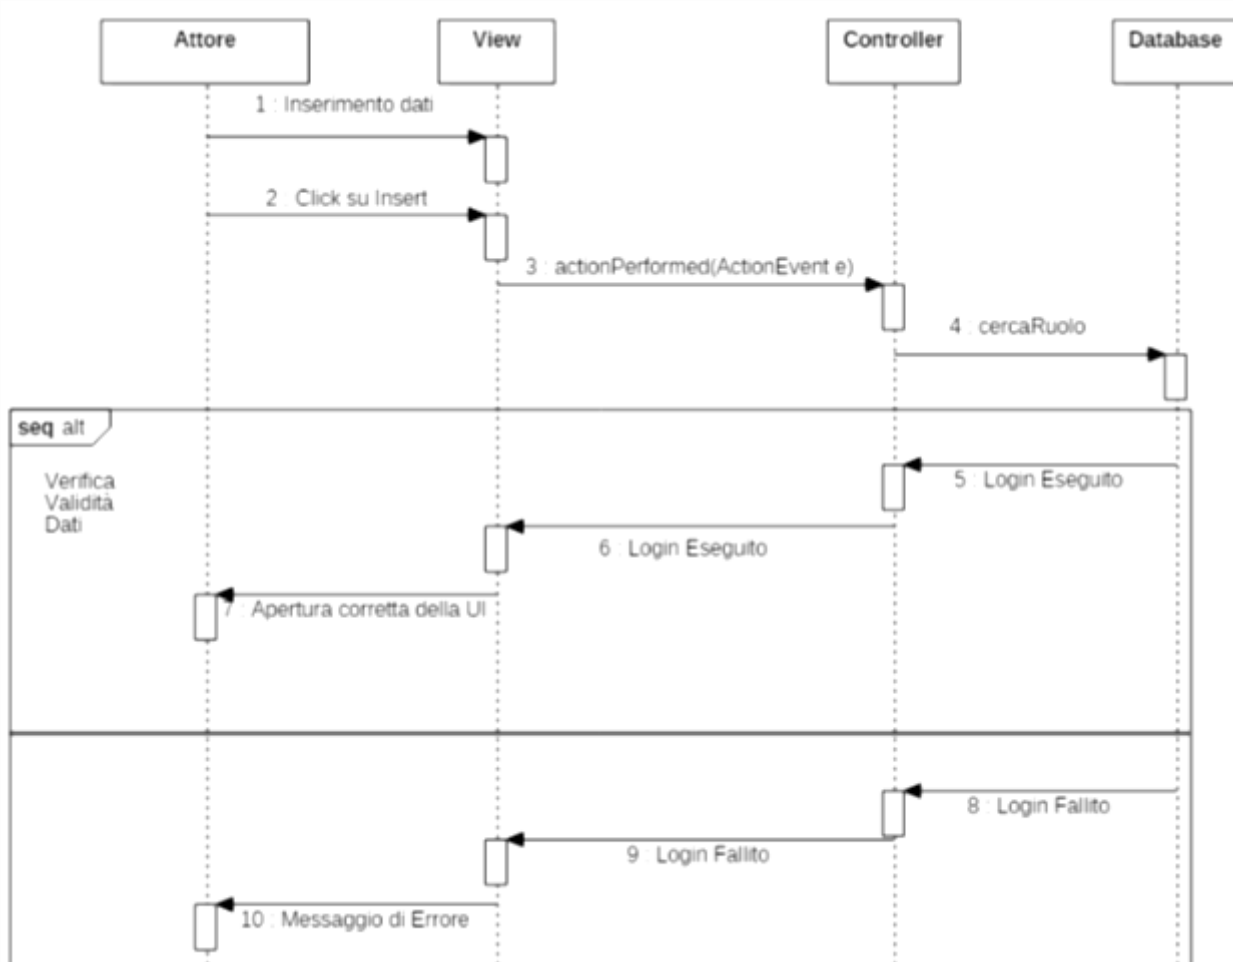 Attore
View
Controller
Database
1 : Inserimento dati
2 : Click su Insert
3 : actionPerformed(ActionEvent e)
4 : cercaRuolo
seq alt
Verifica
Validità
Dati
5 : Login Eseguito
6 : Login Eseguito
7 : Apertura corretta della UI
8 : Login Fallito
9 : Login Fallito
10 : Messaggio di Errore